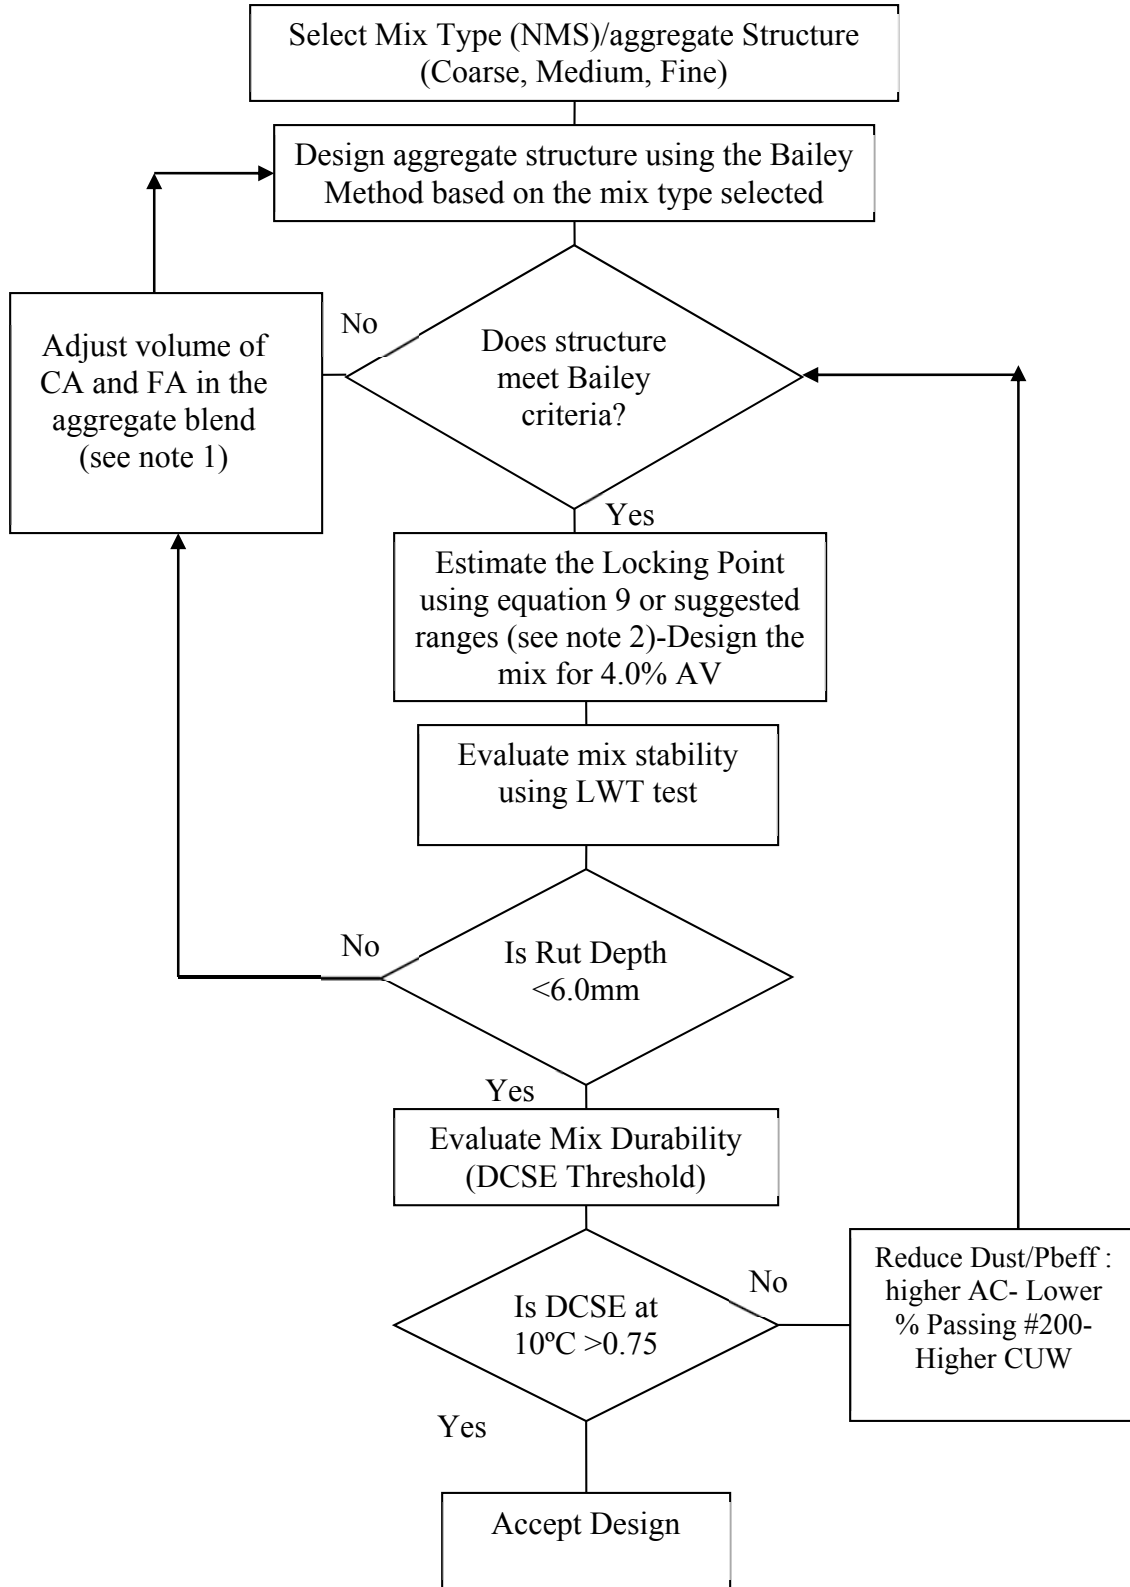 Select Mix Type (NMS)/aggregate Structure
(Coarse, Medium, Fine)
Design aggregate structure using the Bailey
Method based on the mix type selected
No
Adjust volume of
CA and FA in the
aggregate blend
(see note 1)
Does structure
meet Bailey
criteria?
Yes
Estimate the Locking Point
using equation 9 or suggested
ranges (see note 2)-Design the
mix for 4.0% AV
Evaluate mix stability
using LWT test
No
Is Rut Depth
<6.0mm
Yes
Evaluate Mix Durability
(DCSE Threshold)
Is DCSE at
10ºC >0.75
No
Reduce Dust/Pbeff :
higher AC- Lower
% Passing #200-
Higher CUW
Yes
Accept Design